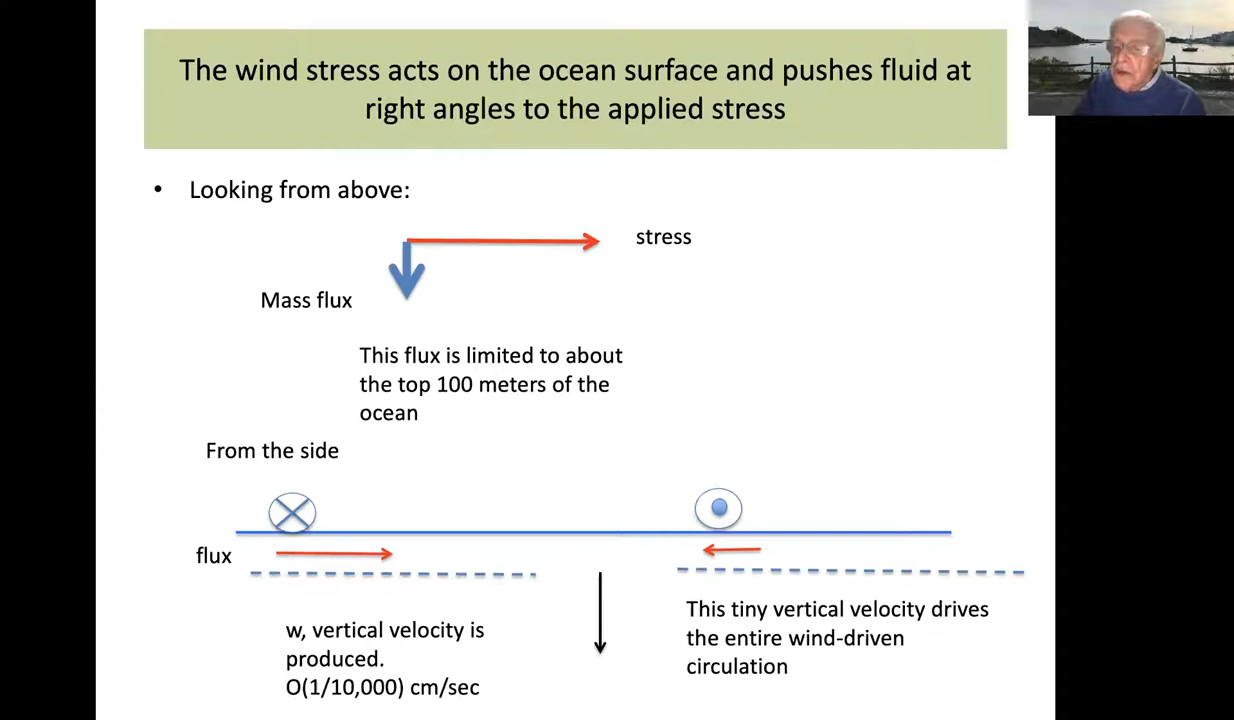 The wind stress acts on the ocean surface and pushes fluid at
right angles to the applied stress
• Looking from above:
stress
Mass flux
This flux is limited to about
the top 100 meters of the
ocean
From the side
flux
w, vertical velocity is
produced.
O(1/10,000) cm/sec
This tiny vertical velocity drives
the entire wind-driven
circulation